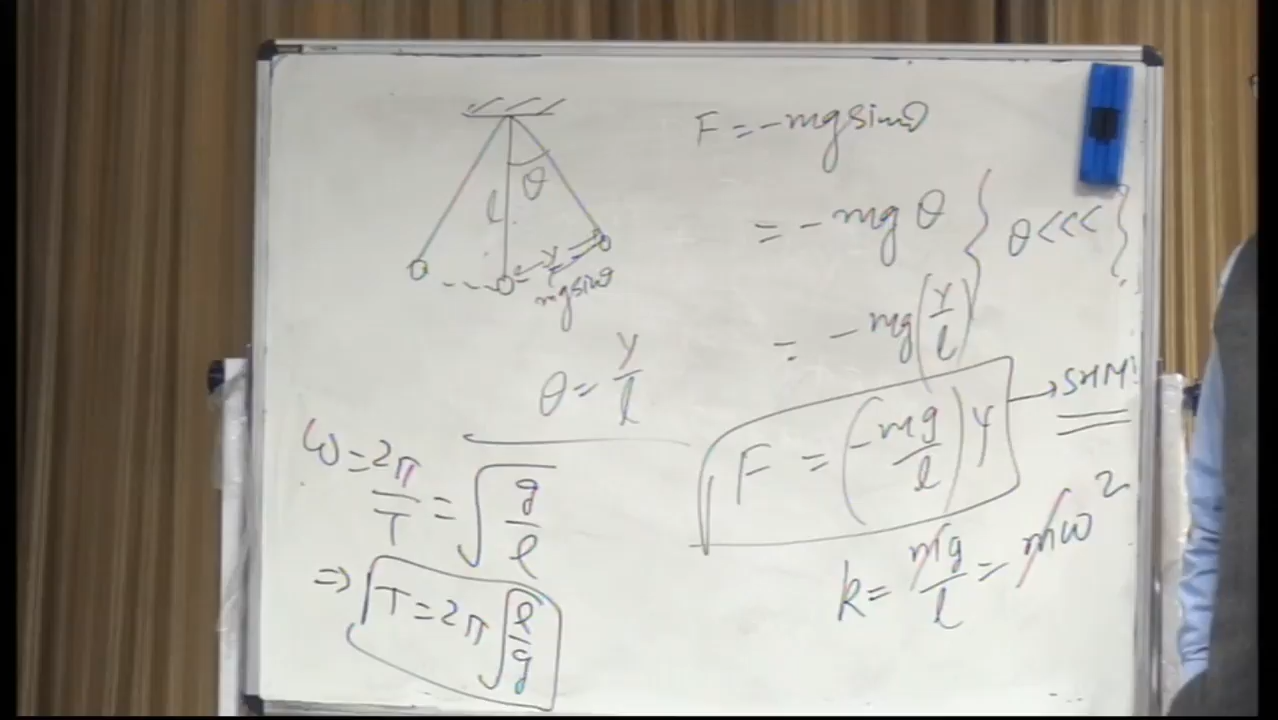 F = -mg sinθ
θ
l
= -mg θ { θ<<< }
y
mg sinθ
= -mg (y/l)
θ = y/l
F = (-mg/l) y → SHM!
ω = 2π/T = √(g/l)
k = mg/l = mω²
⇒ T = 2π √(l/g)